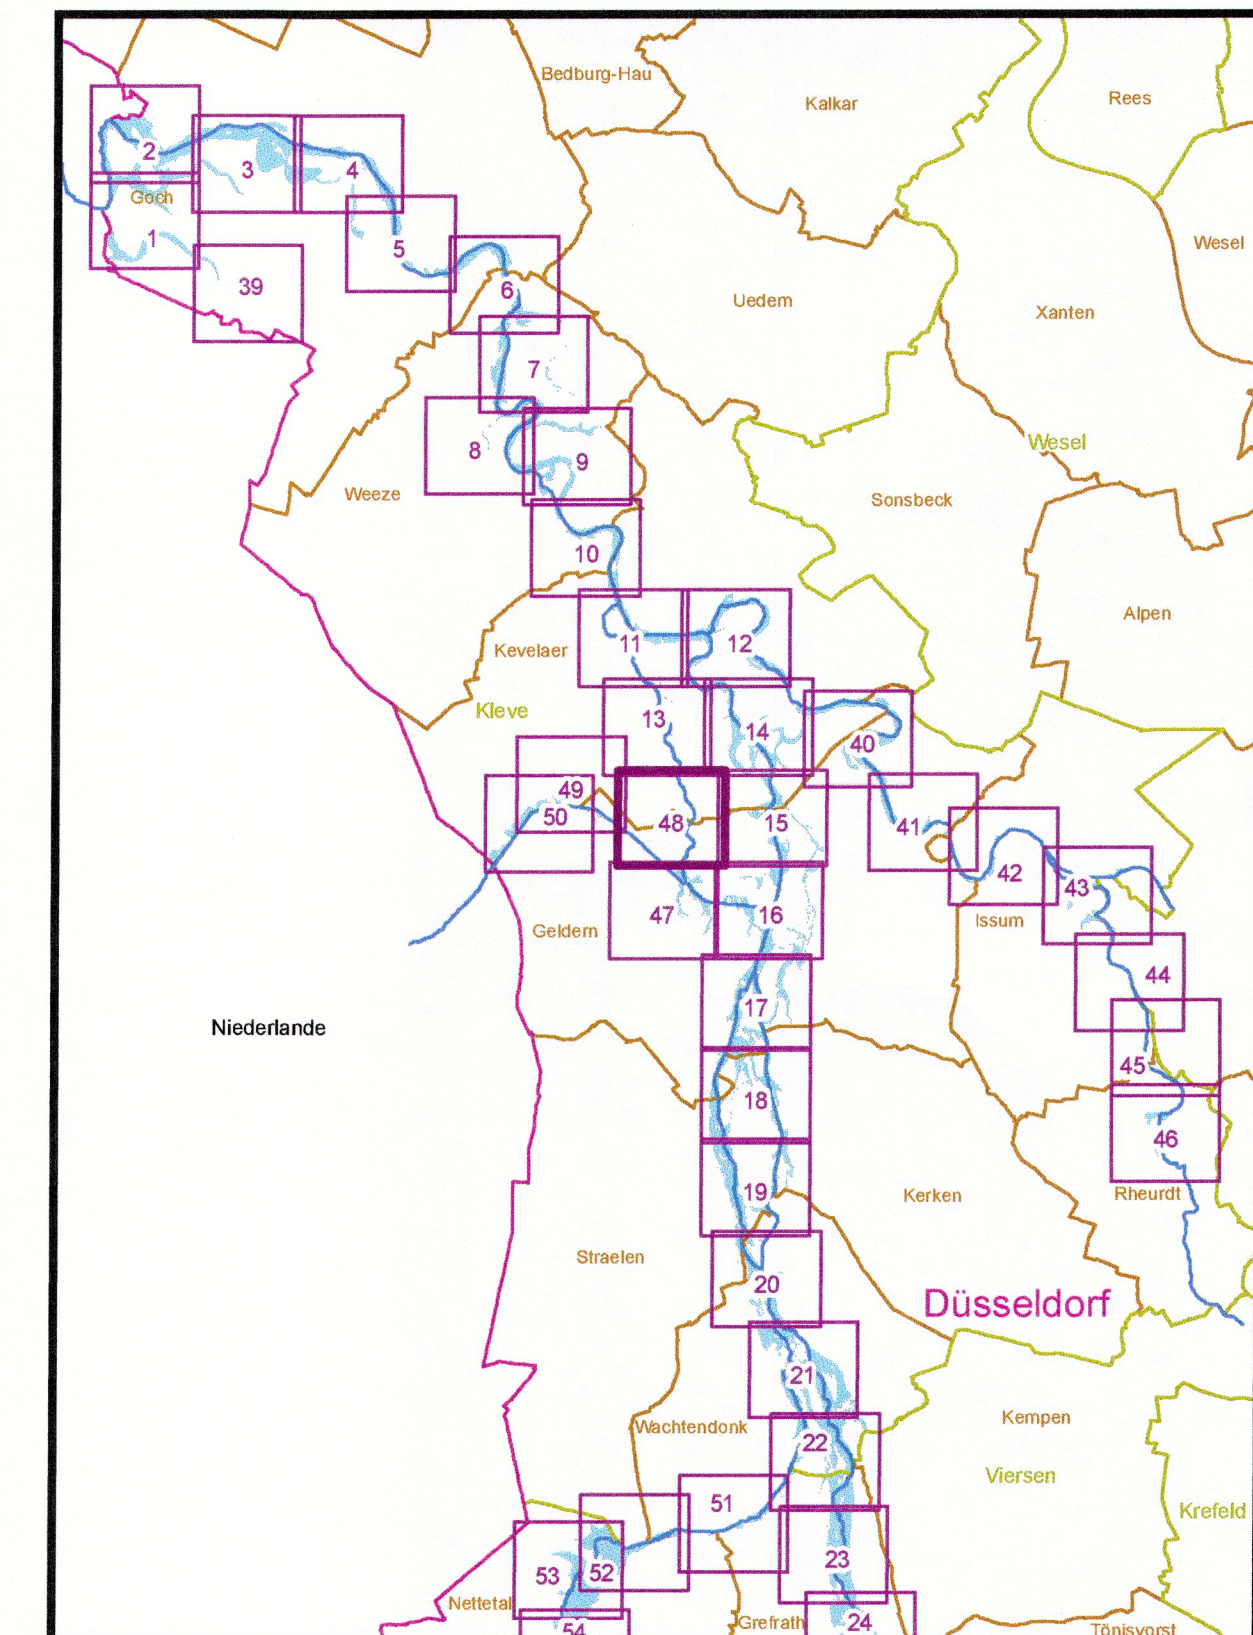 Bedburg-Hau
Kalkar
Rees
2
3
4
Goch
1
5
Wesel
39
6
Uedem
Xanten
7
Wesel
8
9
Weeze
Sonsbeck
10
Alpen
11
12
Kevelaer
Kleve
13
14
40
49
50
48
15
41
42
43
47
16
Issum
Geldern
44
17
Niederlande
45
18
46
19
Kerken
Rheurdt
Straelen
20
Düsseldorf
21
Kempen
Wachtendonk
22
Viersen
51
Krefeld
23
53
52
Nettetal
24
Grefrath
54
Tönisvorst